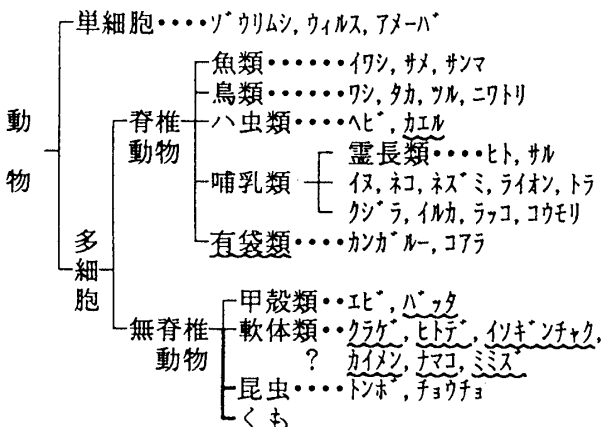 単細胞・・・・ゾウリムシ, ウィルス, アメーバ
魚類・・・・・・イワシ, サメ, サンマ
鳥類・・・・・・ワシ, タカ, ツル, ニワトリ
動物
脊椎動物
ハ虫類・・・・ヘビ, カエル
霊長類・・・・ヒト, サル
哺乳類
イヌ, ネコ, ネズミ, ライオン, トラ
クジラ, イルカ, ラッコ, コウモリ
有袋類・・・・カンガルー, コアラ
多細胞
甲殻類・・エビ, バッタ
無脊椎動物
軟体類・・クラゲ, ヒトデ, イソギンチャク,
? カイメン, ナマコ, ミミズ
昆虫・・・・トンボ, チョウチョ
くも